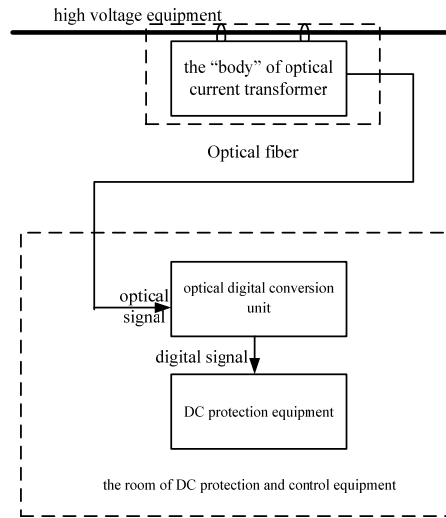 high voltage equipment
the “body” of optical
current transformer
Optical fiber
optical digital conversion
unit
optical
signal
digital signal
DC protection equipment
the room of DC protection and control equipment